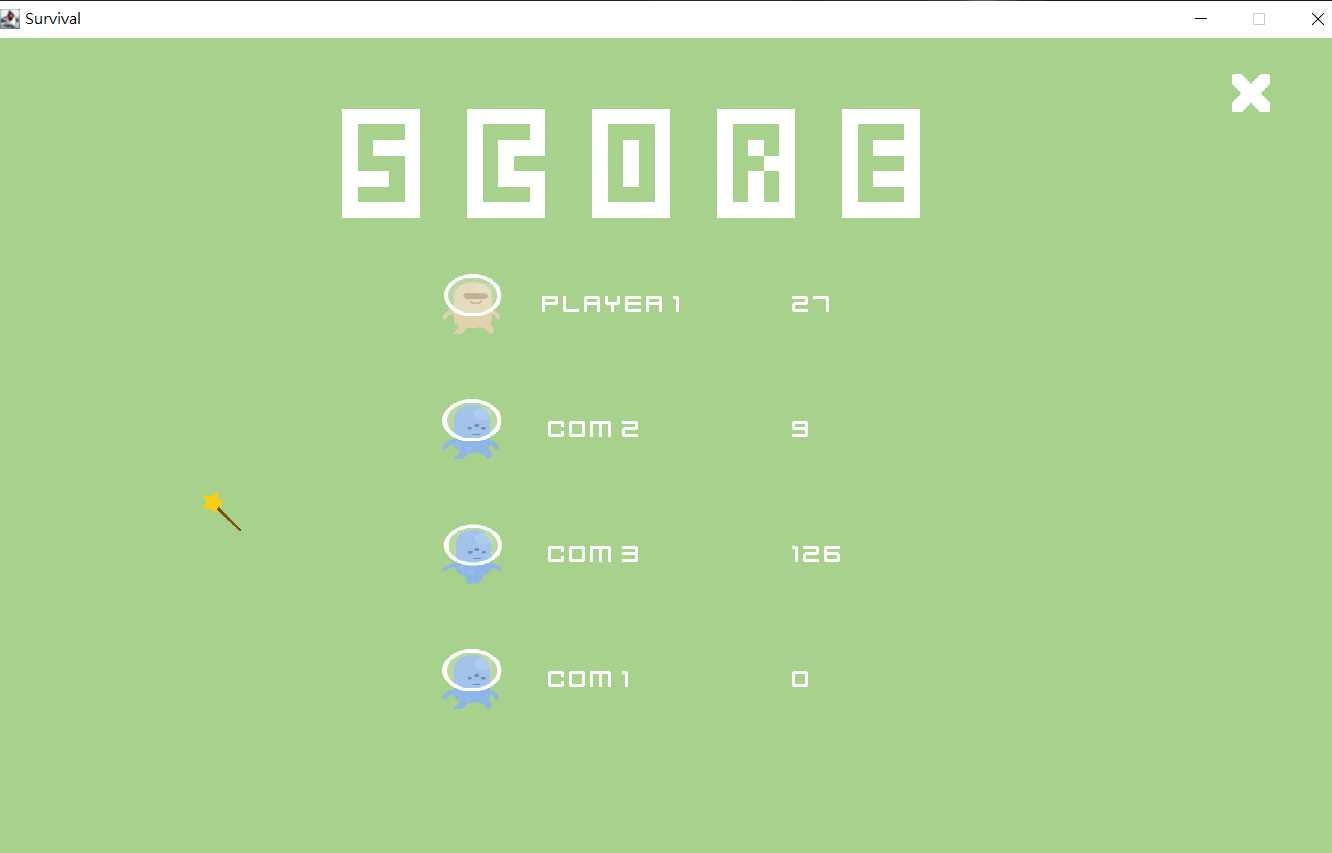 Survival
SCORE
PLAYER 1 27
COM 2 9
COM 3 126
COM 1 0